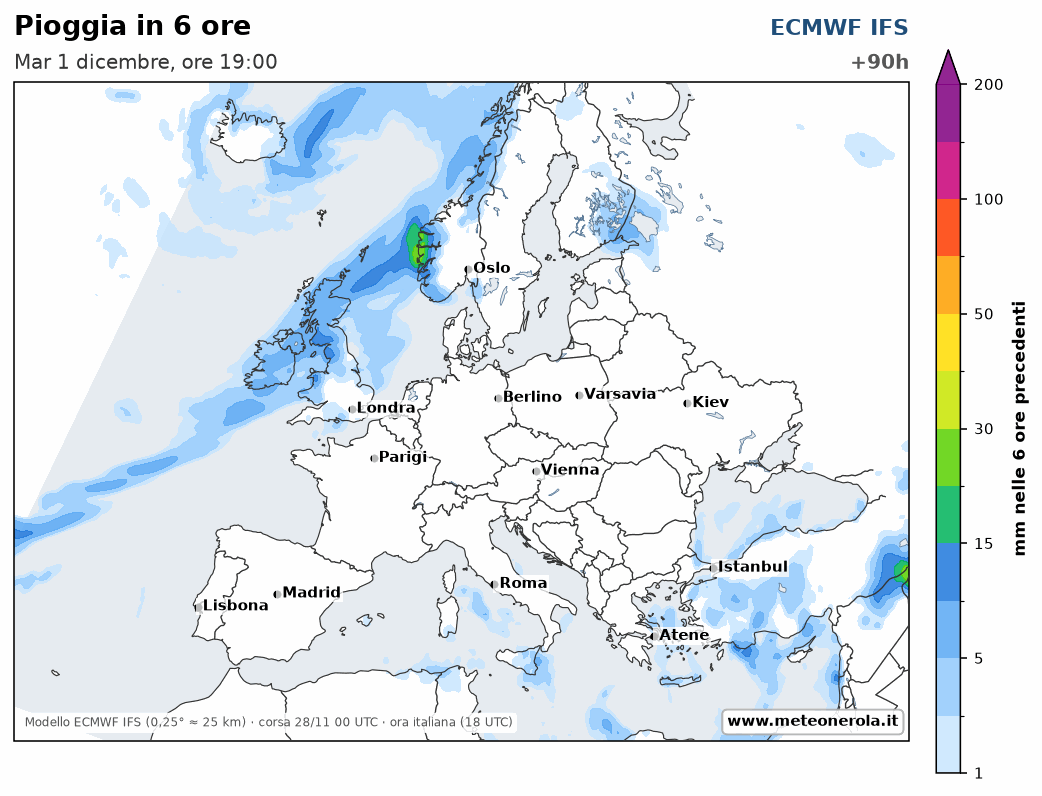 Pioggia in 6 ore
ECMWF IFS
Mar 1 dicembre, ore 19:00
+90h
200
100
50
30
15
5
1
mm nelle 6 ore precedenti
Oslo
Berlino
Varsavia
Kiev
Londra
Parigi
Vienna
Istanbul
Roma
Madrid
Lisbona
Atene
Modello ECMWF IFS (0,25° ≈ 25 km) · corsa 28/11 00 UTC · ora italiana (18 UTC)
www.meteonerola.it